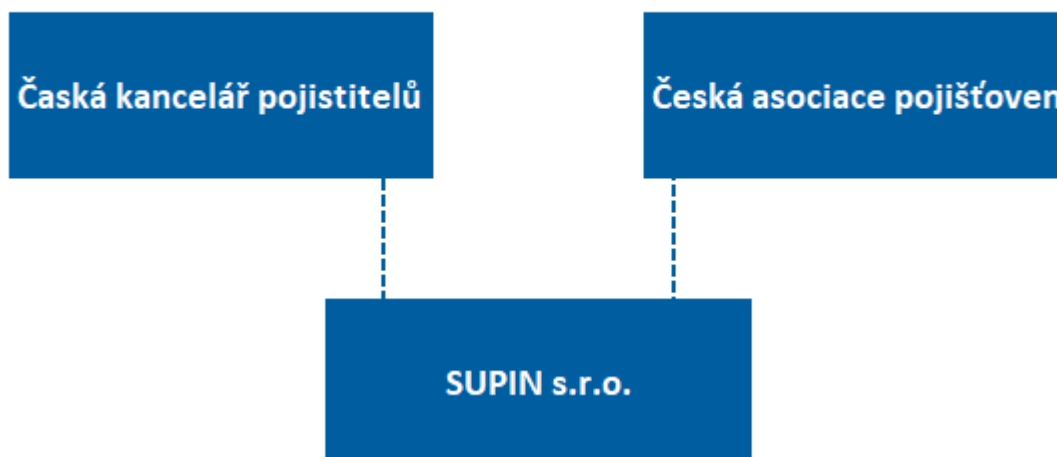 Časká kancelář pojistitelů
Česká asociace pojišťoven
SUPIN s.r.o.